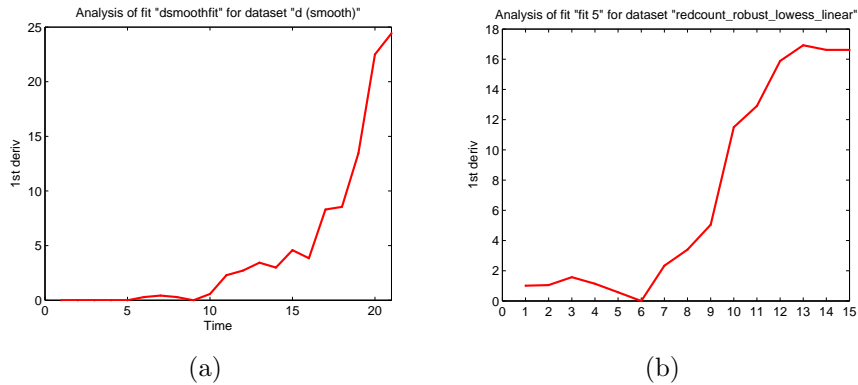 Analysis of fit "dsmoothfit" for dataset "d (smooth)"
25
20
15
10
5
0
1st deriv
0 5 10 15 20
Time
(a)
Analysis of fit "fit 5" for dataset "redcount_robust_lowess_linear"
18
16
14
12
10
8
6
4
2
0
1st deriv
0 1 2 3 4 5 6 7 8 9 10 11 12 13 14 15
(b)